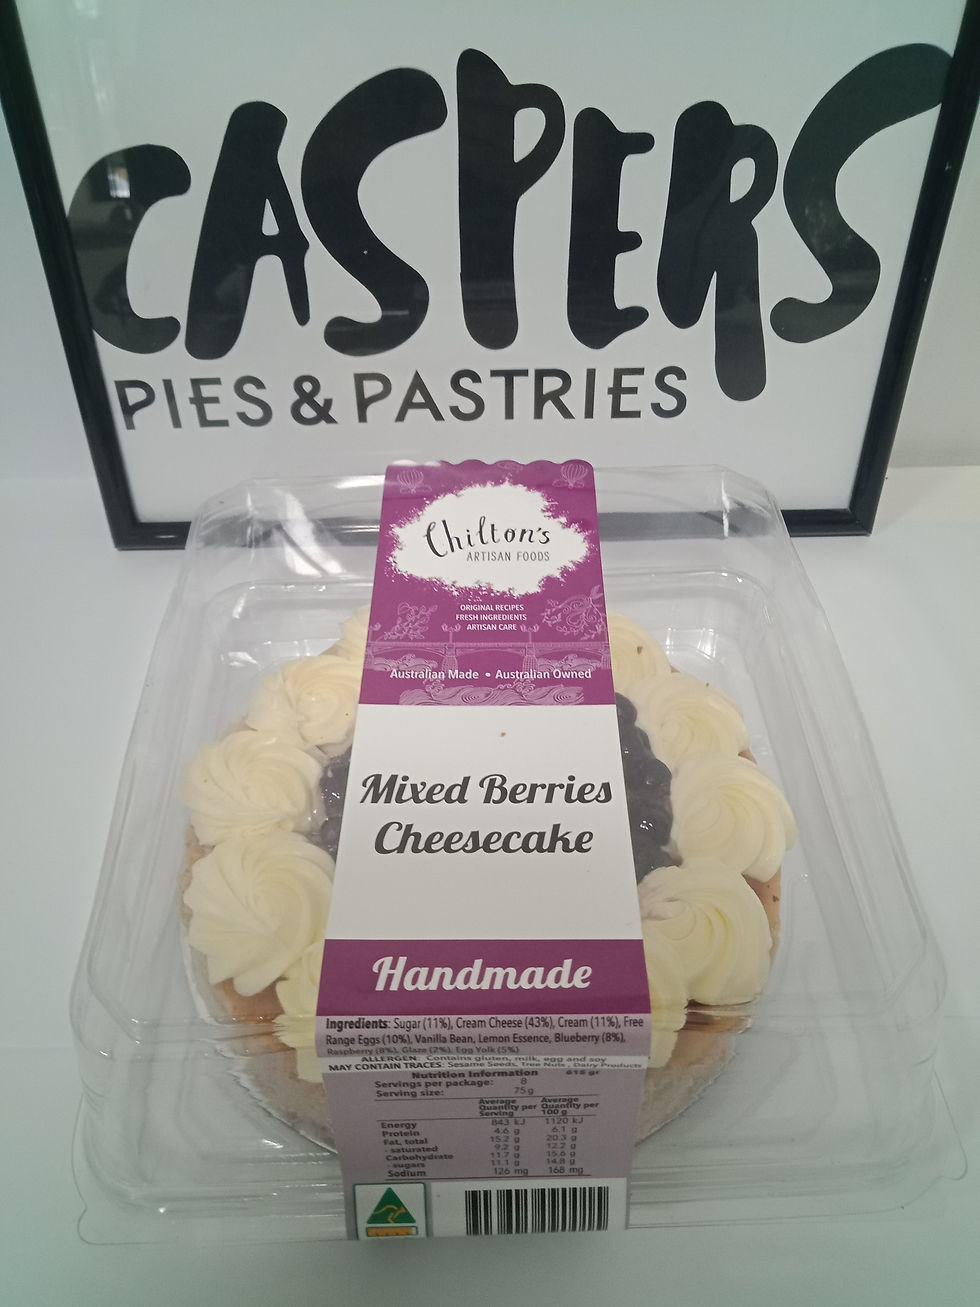 CASPERS
PIES & PASTRIES
Chilton's
ARTISAN FOODS
ORIGINAL RECIPES
FRESH INGREDIENTS
ARTISAN CARE
Australian Made • Australian Owned
Mixed Berries
Cheesecake
Handmade
Ingredients: Sugar (11%), Cream Cheese (43%), Cream (11%), Free
Range Eggs (10%), Vanilla Bean, Lemon Essence, Blueberry (8%),
Raspberry (8%), Glaze (2%), Egg Yolk (5%)
ALLERGEN: Contains gluten, milk, egg and soy
MAY CONTAIN TRACES: Sesame Seeds, Tree Nuts, Dairy Products
Nutrition Information 615 gr
Servings per package: 8
Serving size: 75 g
Average Quantity per Serving Average Quantity per 100 g
Energy 843 kJ 1120 kJ
Protein 4.6 g 6.1 g
Fat, total 15.2 g 20.3 g
- saturated 9.2 g 12.2 g
Carbohydrate 11.7 g 15.6 g
- sugars 11.1 g 14.8 g
Sodium 126 mg 168 mg